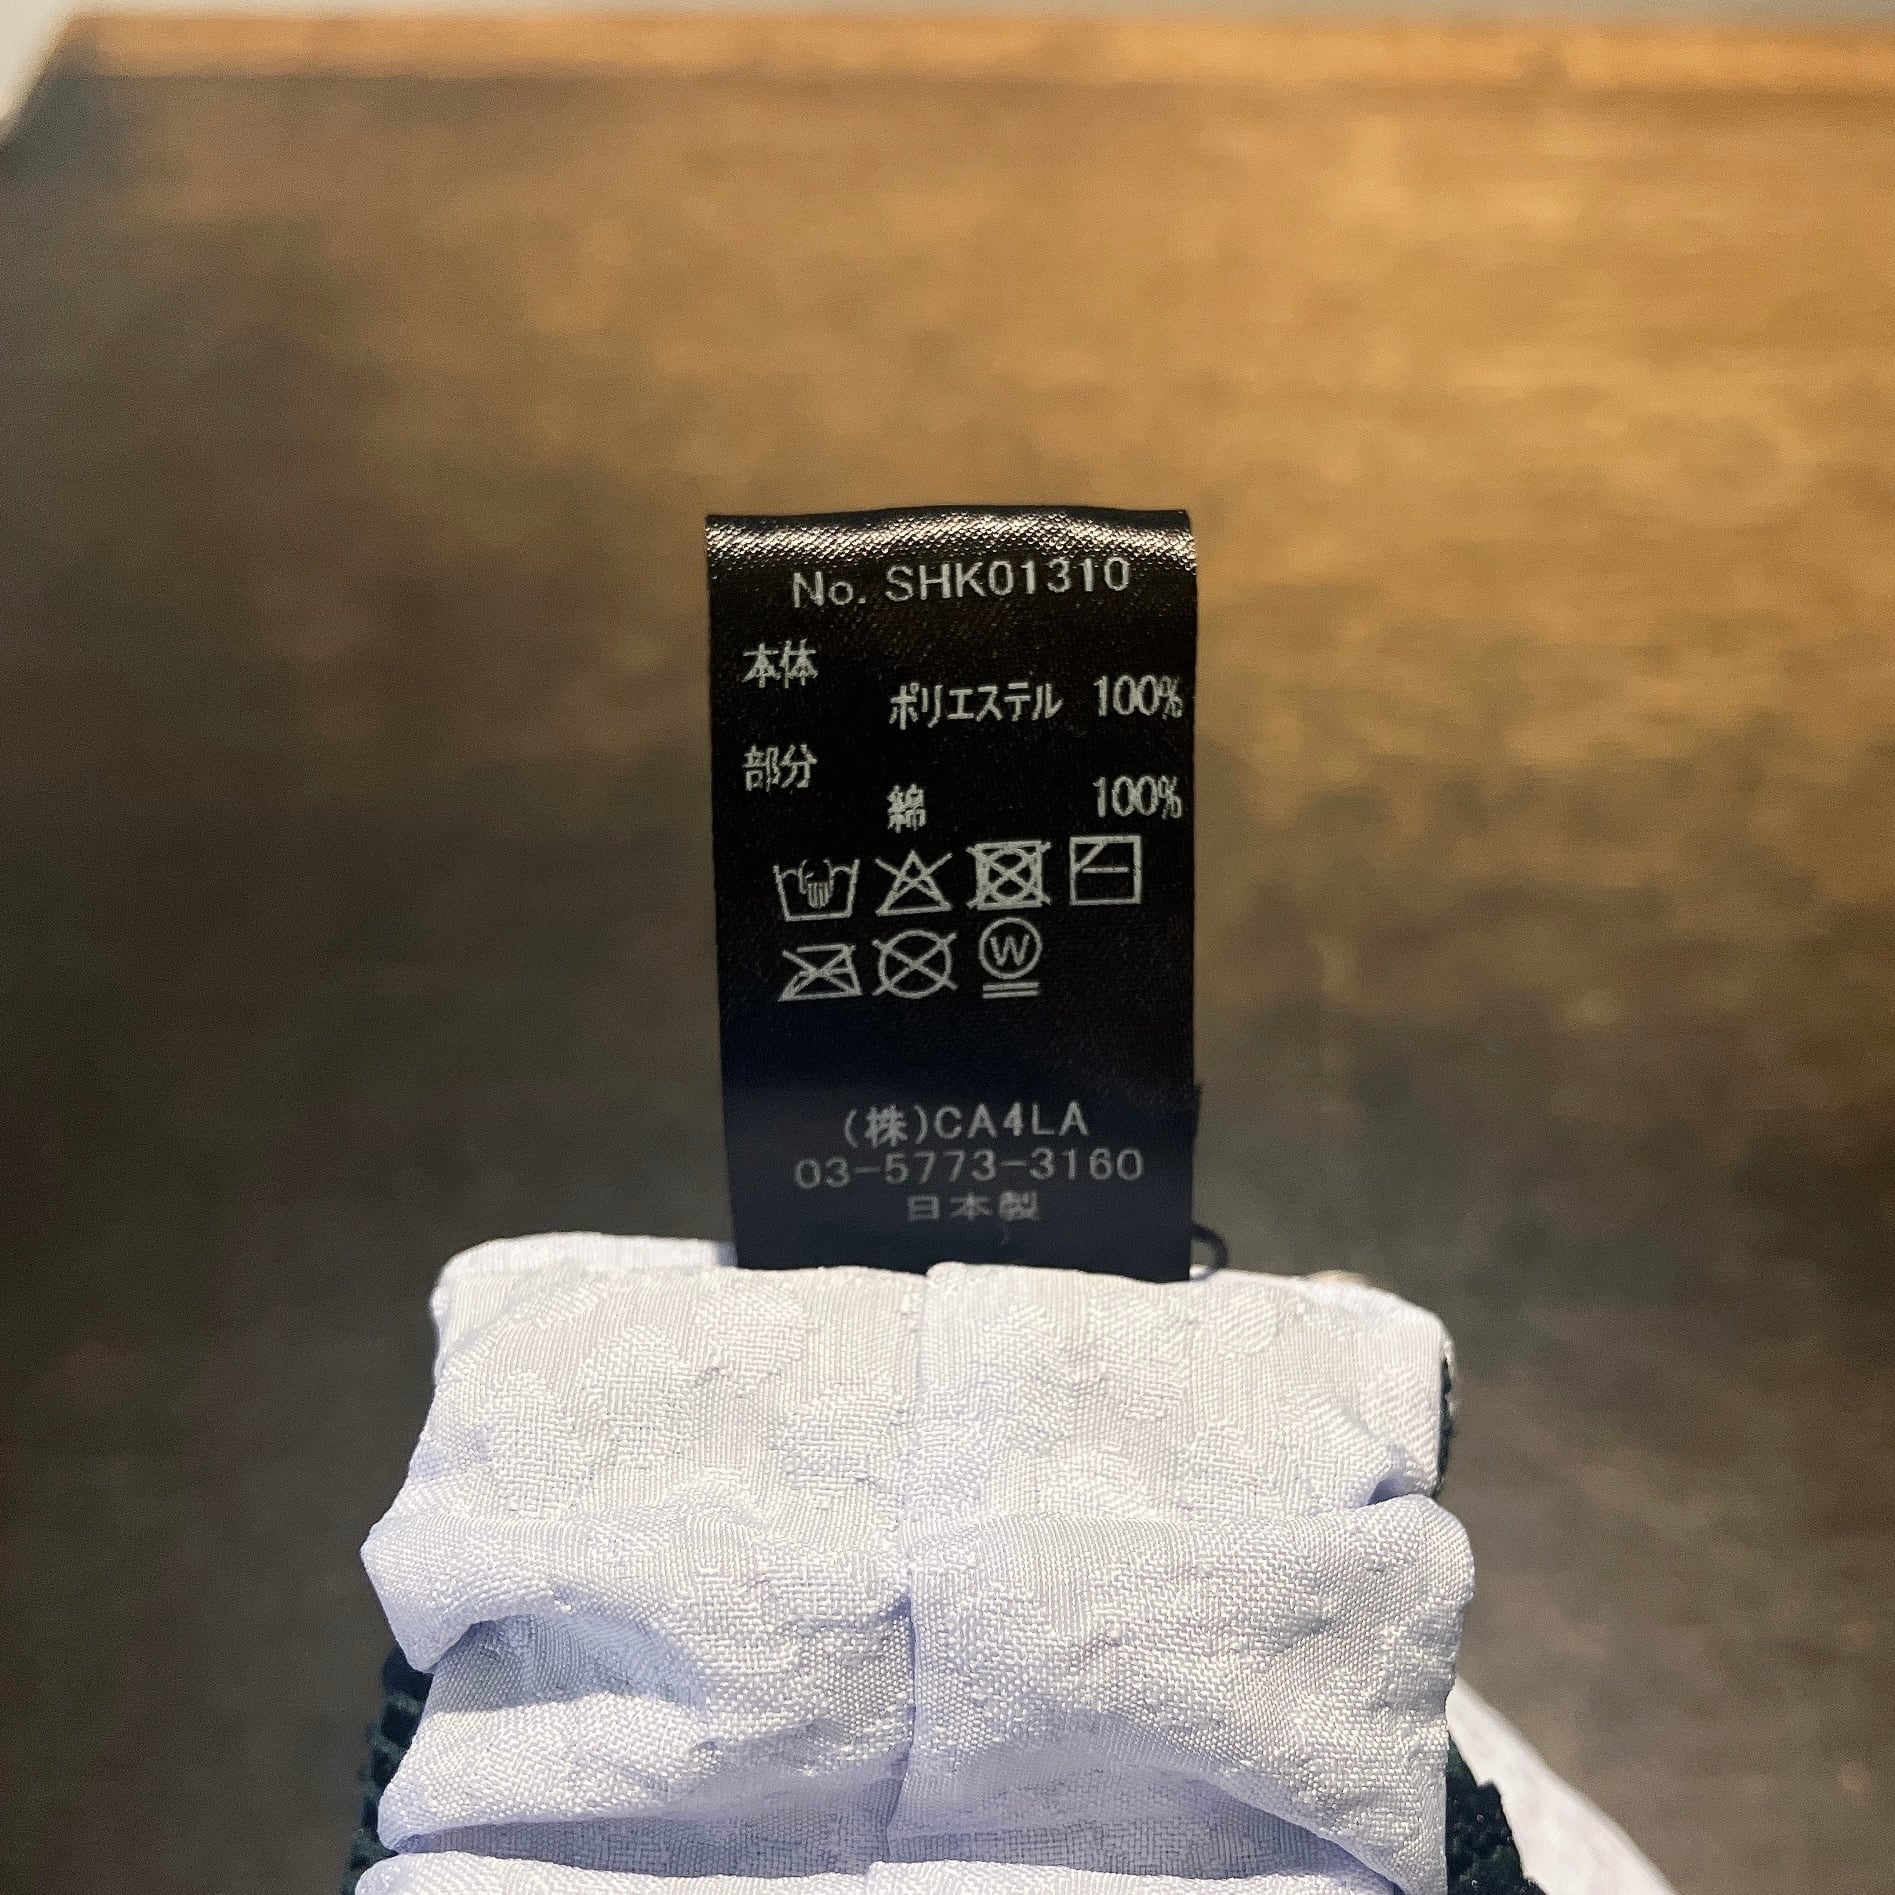 No. SHK01310
本体
ポリエステル 100%
部分
綿 100%
W
(株)CA4LA
03-5773-3160
日本製